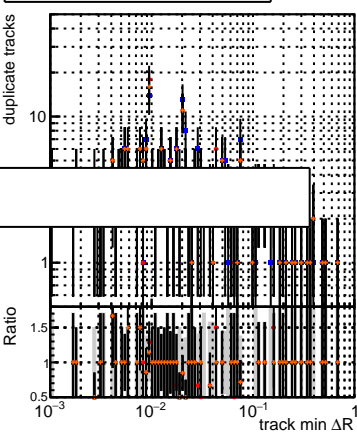 duplicate tracks
10
1
Ratio
1.5
1
0.5
10⁻³ 10⁻² 10⁻¹ 1
track min ΔR